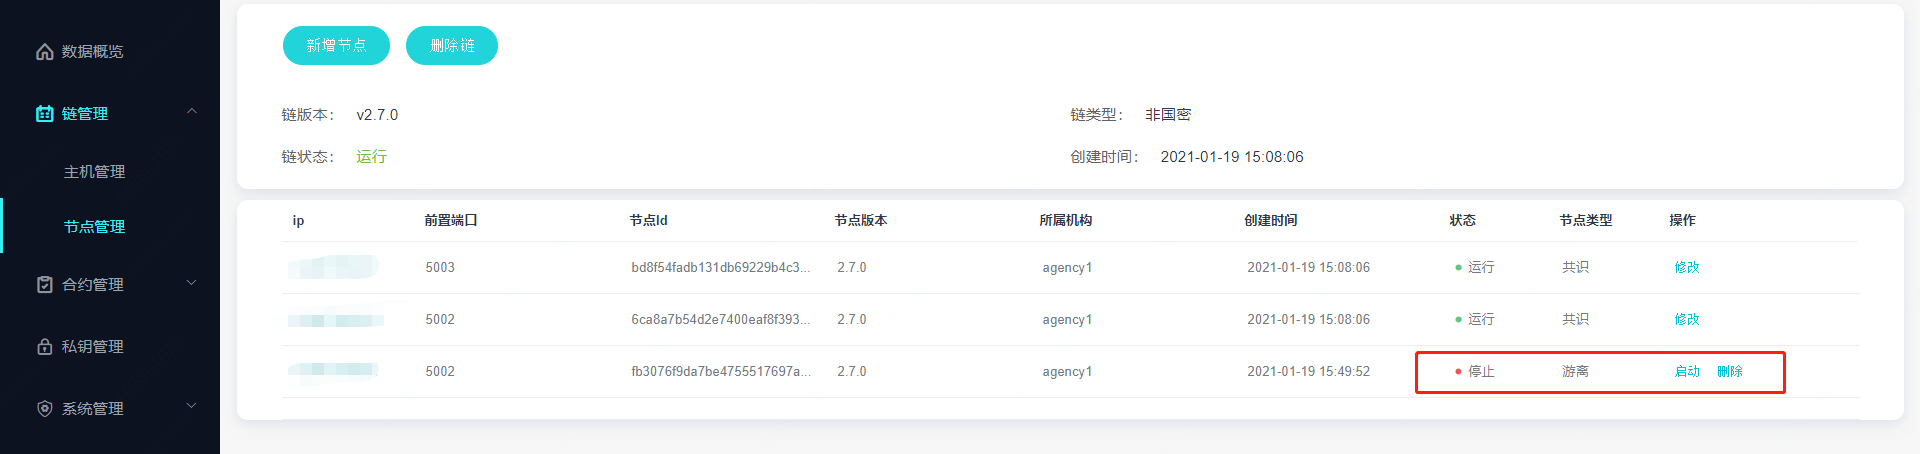 数据概览
链管理
主机管理
节点管理
合约管理
私钥管理
系统管理
新增节点 删除链
链版本： v2.7.0 链类型： 非国密
链状态： 运行 创建时间： 2021-01-19 15:08:06
ip 前置端口 节点Id 节点版本 所属机构 创建时间 状态 节点类型 操作
5003 bd8f54fadb131db69229b4c3... 2.7.0 agency1 2021-01-19 15:08:06 运行 共识 修改
5002 6ca8a7b54d2e7400eaf8f393... 2.7.0 agency1 2021-01-19 15:08:06 运行 共识 修改
5002 fb3076f9da7be4755517697a... 2.7.0 agency1 2021-01-19 15:49:52 停止 游离 启动 删除